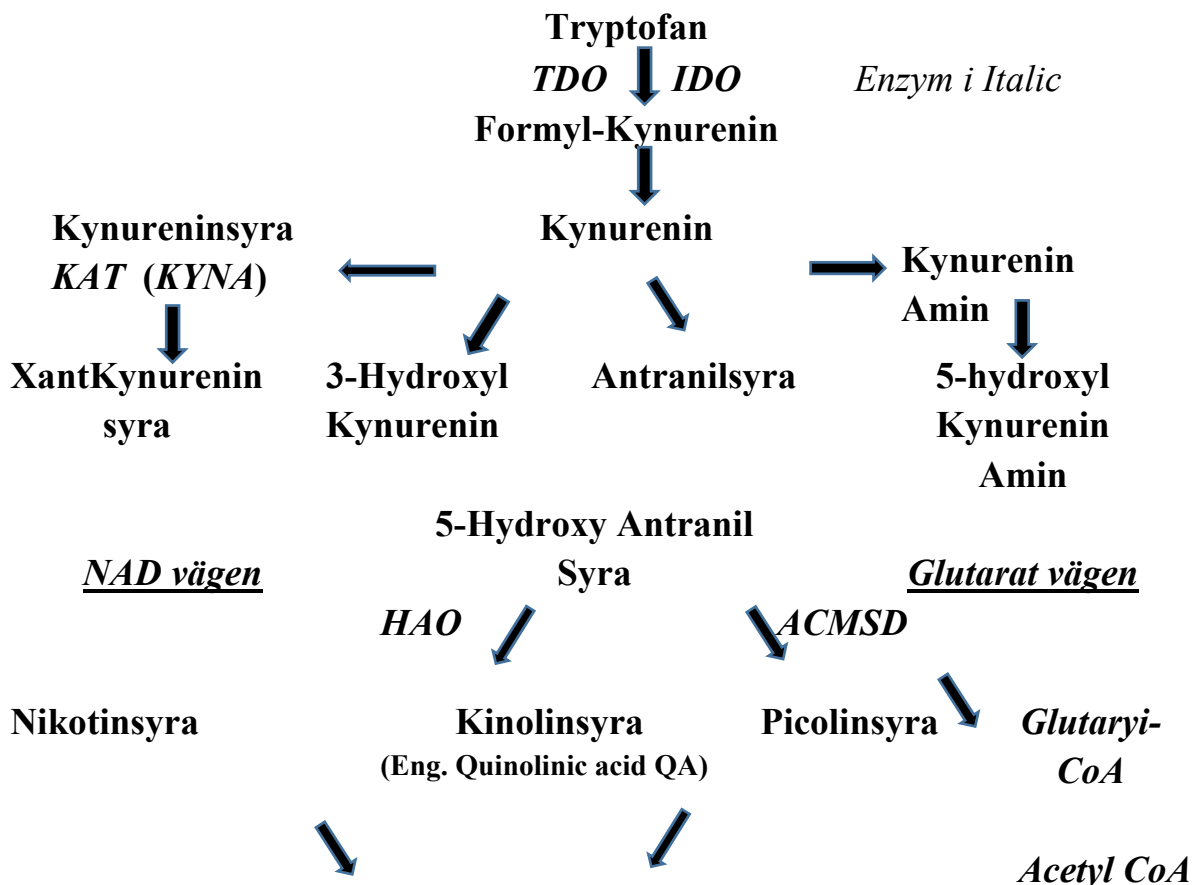 Tryptofan
TDO IDO Enzym i Italic
Formyl-Kynurenin
Kynurenin
Kynureninsyra
KAT (KYNA)
Kynurenin
Amin
XantKynurenin
syra
3-Hydroxyl
Kynurenin
Antranilsyra
5-hydroxyl
Kynurenin
Amin
5-Hydroxy Antranil
Syra
NAD vägen
Glutarat vägen
HAO
ACMSD
Nikotinsyra
Kinolinsyra
(Eng. Quinolinic acid QA)
Picolinsyra
Glutaryi-
CoA
Acetyl CoA